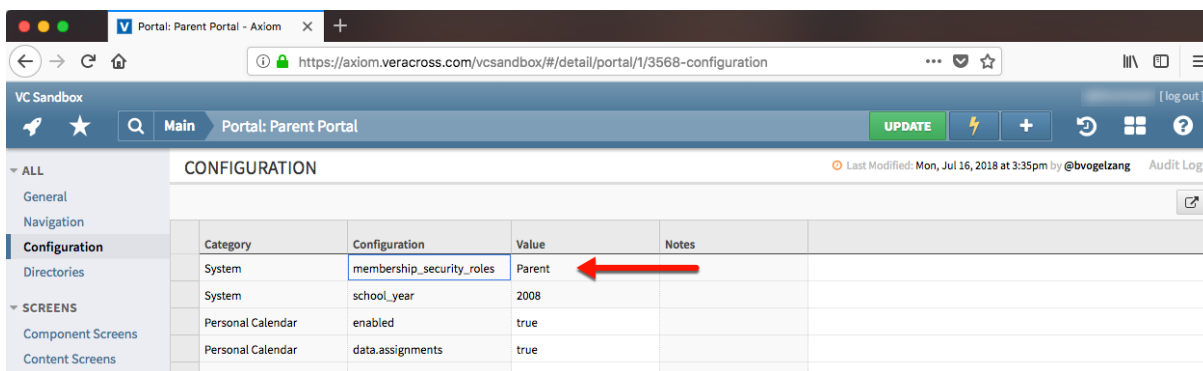 Portal: Parent Portal - Axiom
https://axiom.veracross.com/vcsandbox/#/detail/portal/1/3568-configuration
VC Sandbox
[ log out ]
Main Portal: Parent Portal UPDATE
ALL
CONFIGURATION
Last Modified: Mon, Jul 16, 2018 at 3:35pm by @bvogelzang Audit Log
General
Navigation
Configuration
Directories
SCREENS
Component Screens
Content Screens
Category Configuration Value Notes
System membership_security_roles Parent
System school_year 2008
Personal Calendar enabled true
Personal Calendar data.assignments true